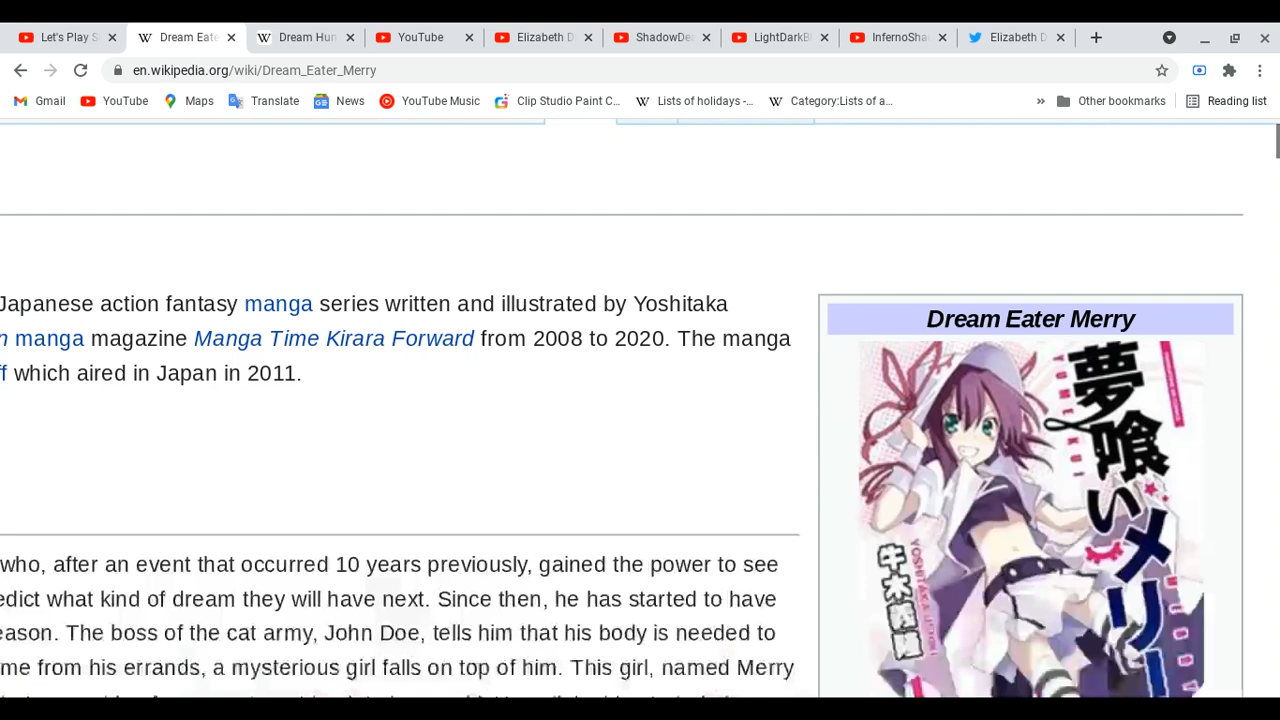 Let's Play S
Dream Eate
Dream Hun
YouTube
Elizabeth D
ShadowDe
LightDarkB
InfernoSha
Elizabeth D
en.wikipedia.org/wiki/Dream_Eater_Merry
Gmail
YouTube
Maps
Translate
News
YouTube Music
Clip Studio Paint C...
Lists of holidays -...
Category:Lists of a...
»
Other bookmarks
Reading list
Japanese action fantasy manga series written and illustrated by Yoshitaka
n manga magazine Manga Time Kirara Forward from 2008 to 2020. The manga
ff which aired in Japan in 2011.
who, after an event that occurred 10 years previously, gained the power to see
edict what kind of dream they will have next. Since then, he has started to have
eason. The boss of the cat army, John Doe, tells him that his body is needed to
me from his errands, a mysterious girl falls on top of him. This girl, named Merry
Dream Eater Merry
夢喰いメリー
YUME KUI
YOSHITAKA USHIKI